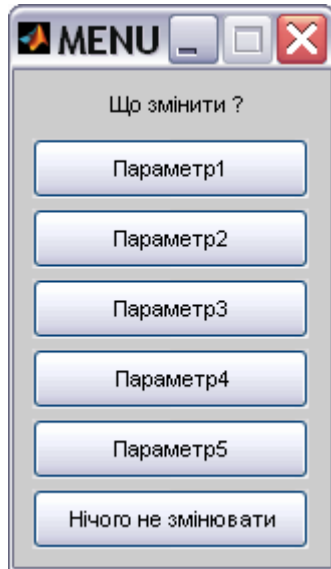 MENU
Що змінити ?
Параметр1
Параметр2
Параметр3
Параметр4
Параметр5
Нічого не змінювати